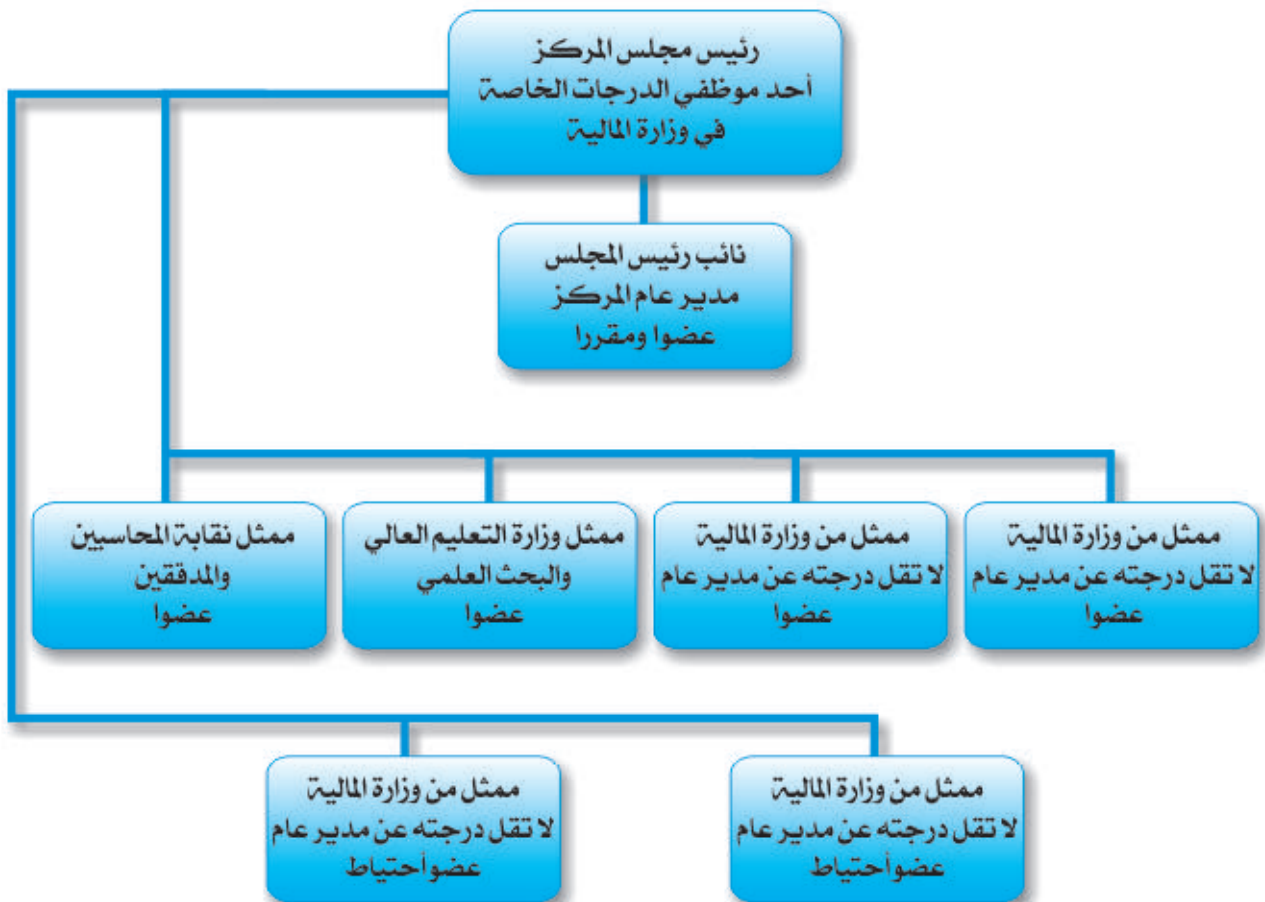 رئيس مجلس المركز
أحد موظفي الدرجات الخاصة
في وزارة المالية
نائب رئيس المجلس
مدير عام المركز
عضوا ومقررا
ممثل من وزارة المالية
لا تقل درجته عن مدير عام
عضوا
ممثل من وزارة المالية
لا تقل درجته عن مدير عام
عضوا
ممثل وزارة التعليم العالي
والبحث العلمي
عضوا
ممثل نقابة المحاسبين
والمدققين
عضوا
ممثل من وزارة المالية
لا تقل درجته عن مدير عام
عضو أحتياط
ممثل من وزارة المالية
لا تقل درجته عن مدير عام
عضو أحتياط